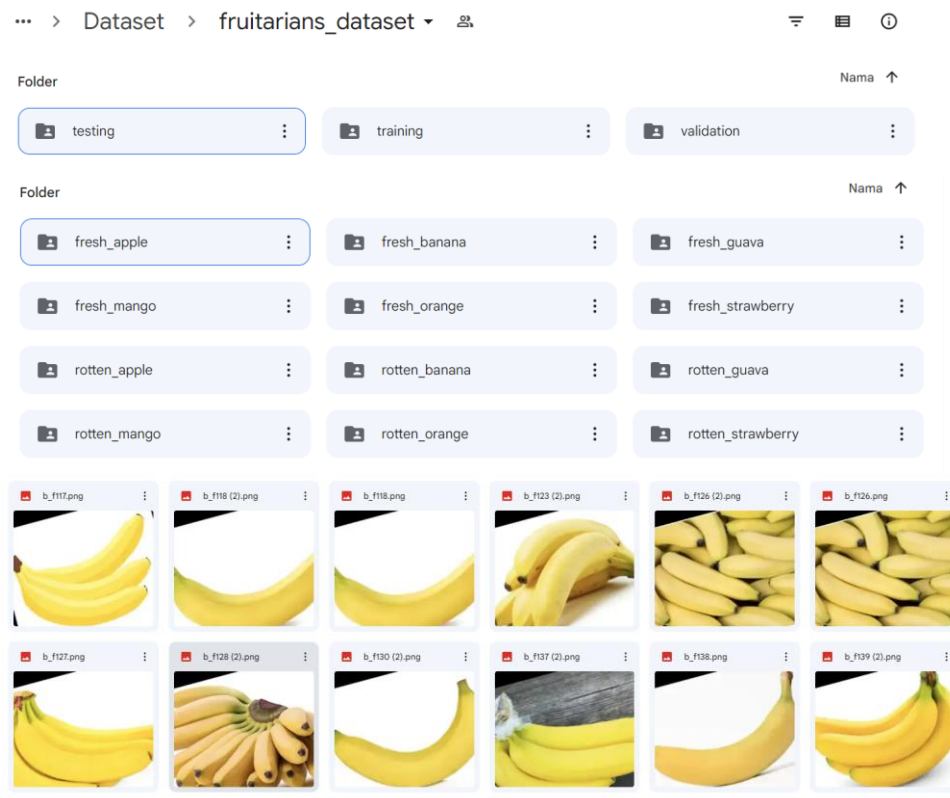 Dataset > fruitarians_dataset
Folder
Nama
testing
training
validation
Folder
Nama
fresh_apple
fresh_banana
fresh_guava
fresh_mango
fresh_orange
fresh_strawberry
rotten_apple
rotten_banana
rotten_guava
rotten_mango
rotten_orange
rotten_strawberry
b_f117.png
b_f118 (2).png
b_f118.png
b_f123 (2).png
b_f126 (2).png
b_f126.png
b_f127.png
b_f128 (2).png
b_f130 (2).png
b_f137 (2).png
b_f138.png
b_f139 (2).png